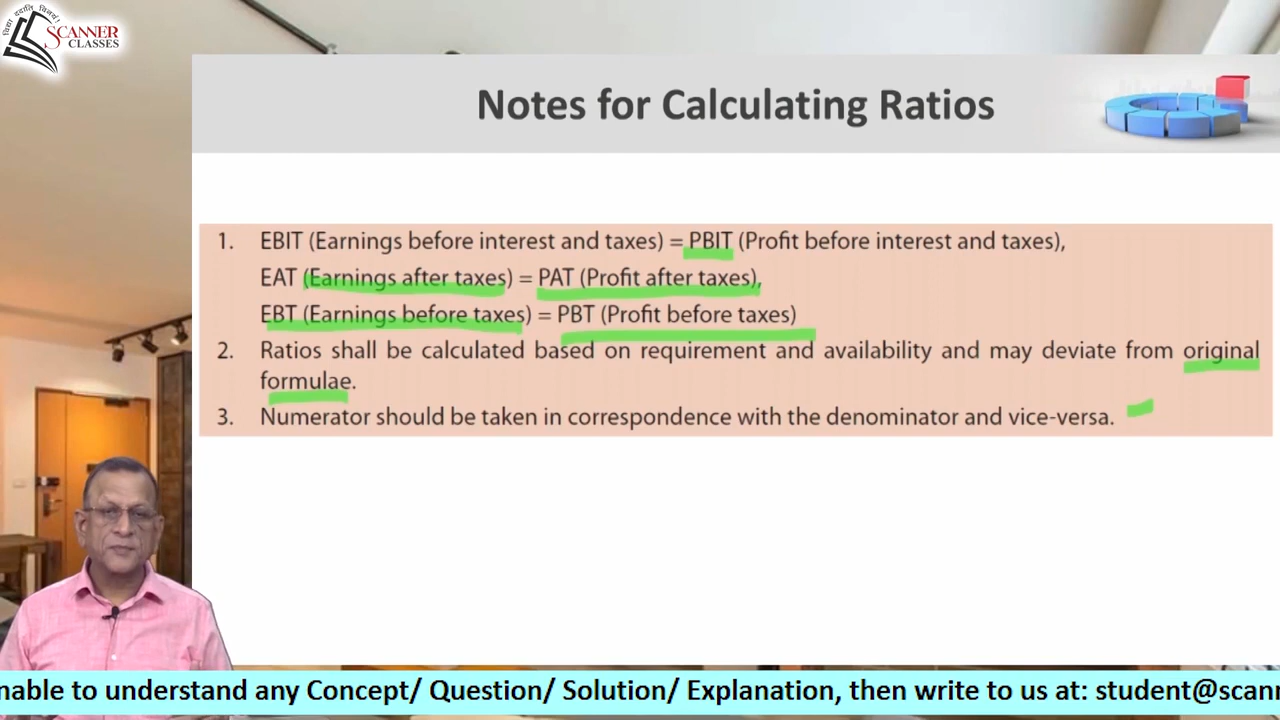 विद्या ददाति विनयं।
SCANNER
CLASSES
Notes for Calculating Ratios
1. EBIT (Earnings before interest and taxes) = PBIT (Profit before interest and taxes),
EAT (Earnings after taxes) = PAT (Profit after taxes),
EBT (Earnings before taxes) = PBT (Profit before taxes)
2. Ratios shall be calculated based on requirement and availability and may deviate from original
formulae.
3. Numerator should be taken in correspondence with the denominator and vice-versa.
nable to understand any Concept/ Question/ Solution/ Explanation, then write to us at: student@scann